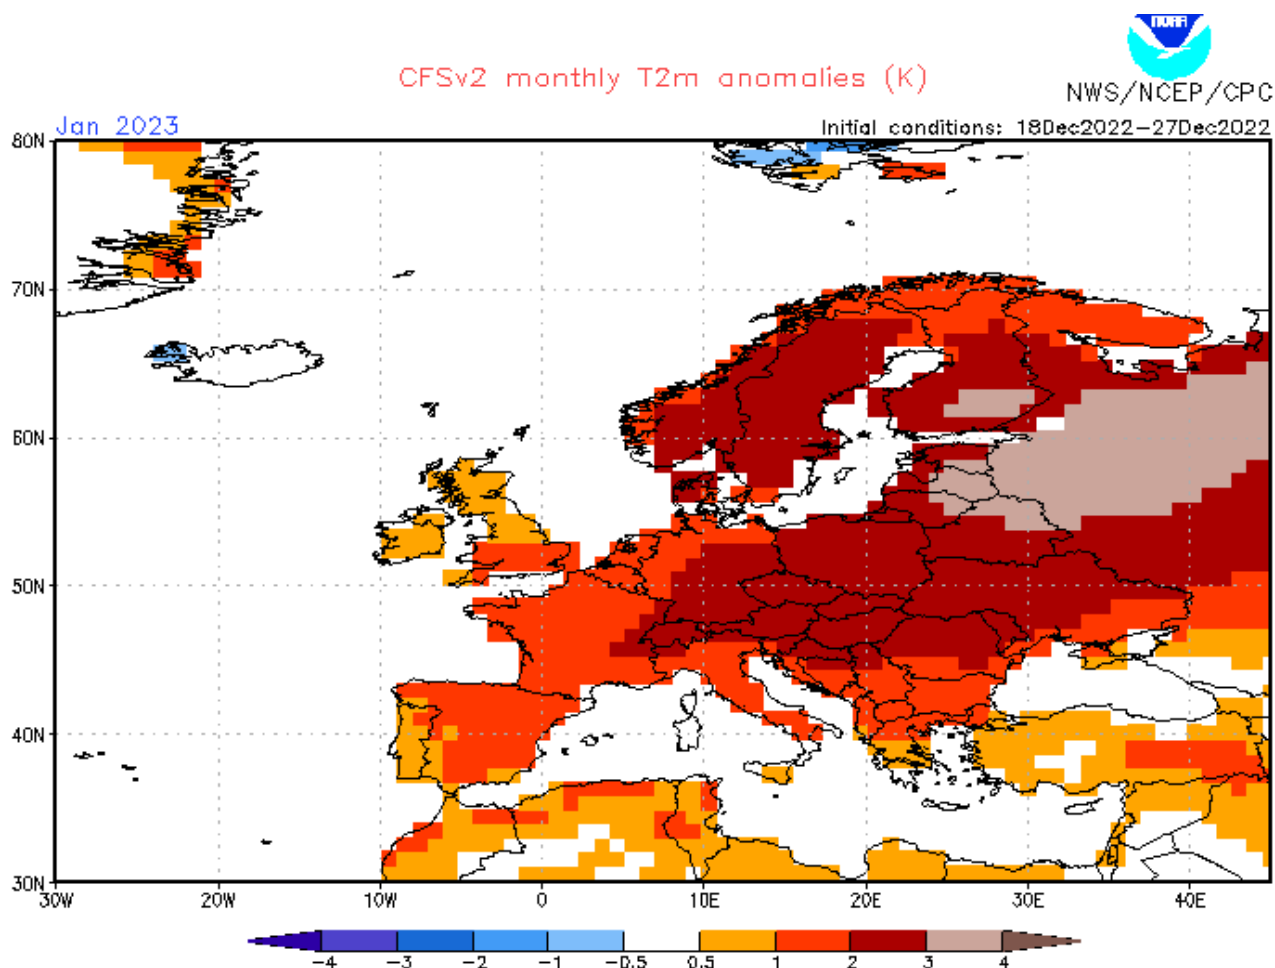 NOAA
CFSv2 monthly T2m anomalies (K)
NWS/NCEP/CPC
Jan 2023
Initial conditions: 18Dec2022-27Dec2022
80N
70N
60N
50N
40N
30N
30W 20W 10W 0 10E 20E 30E 40E
-4 -3 -2 -1 -0.5 0.5 1 2 3 4